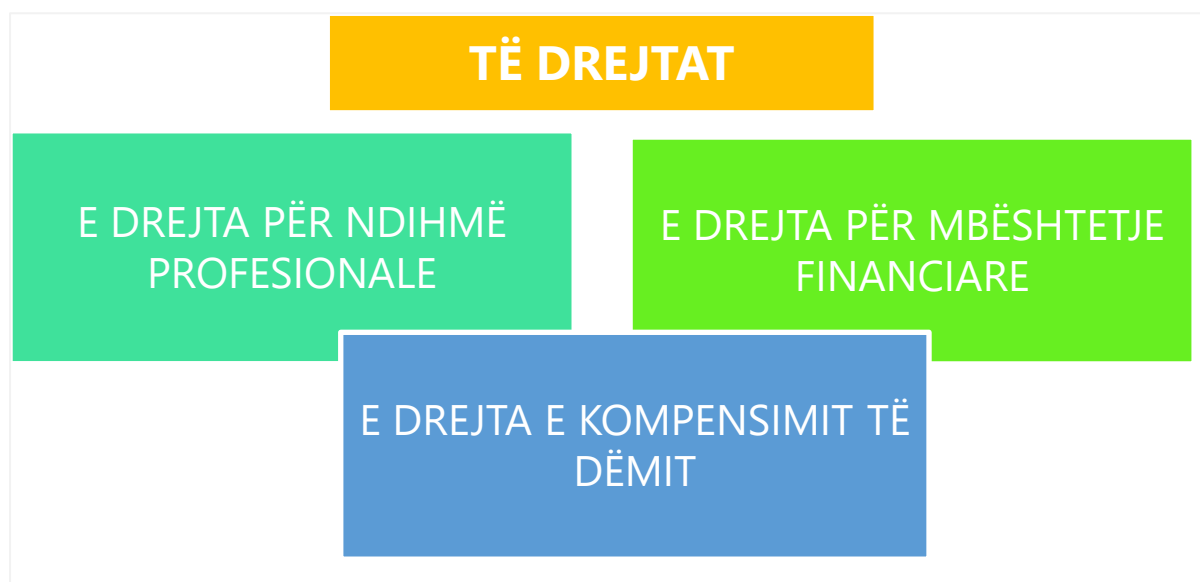 TË DREJTAT
E DREJTA PËR NDIHMË
PROFESIONALE
E DREJTA PËR MBËSHTETJE
FINANCIARE
E DREJTA E KOMPENSIMIT TË
DËMIT